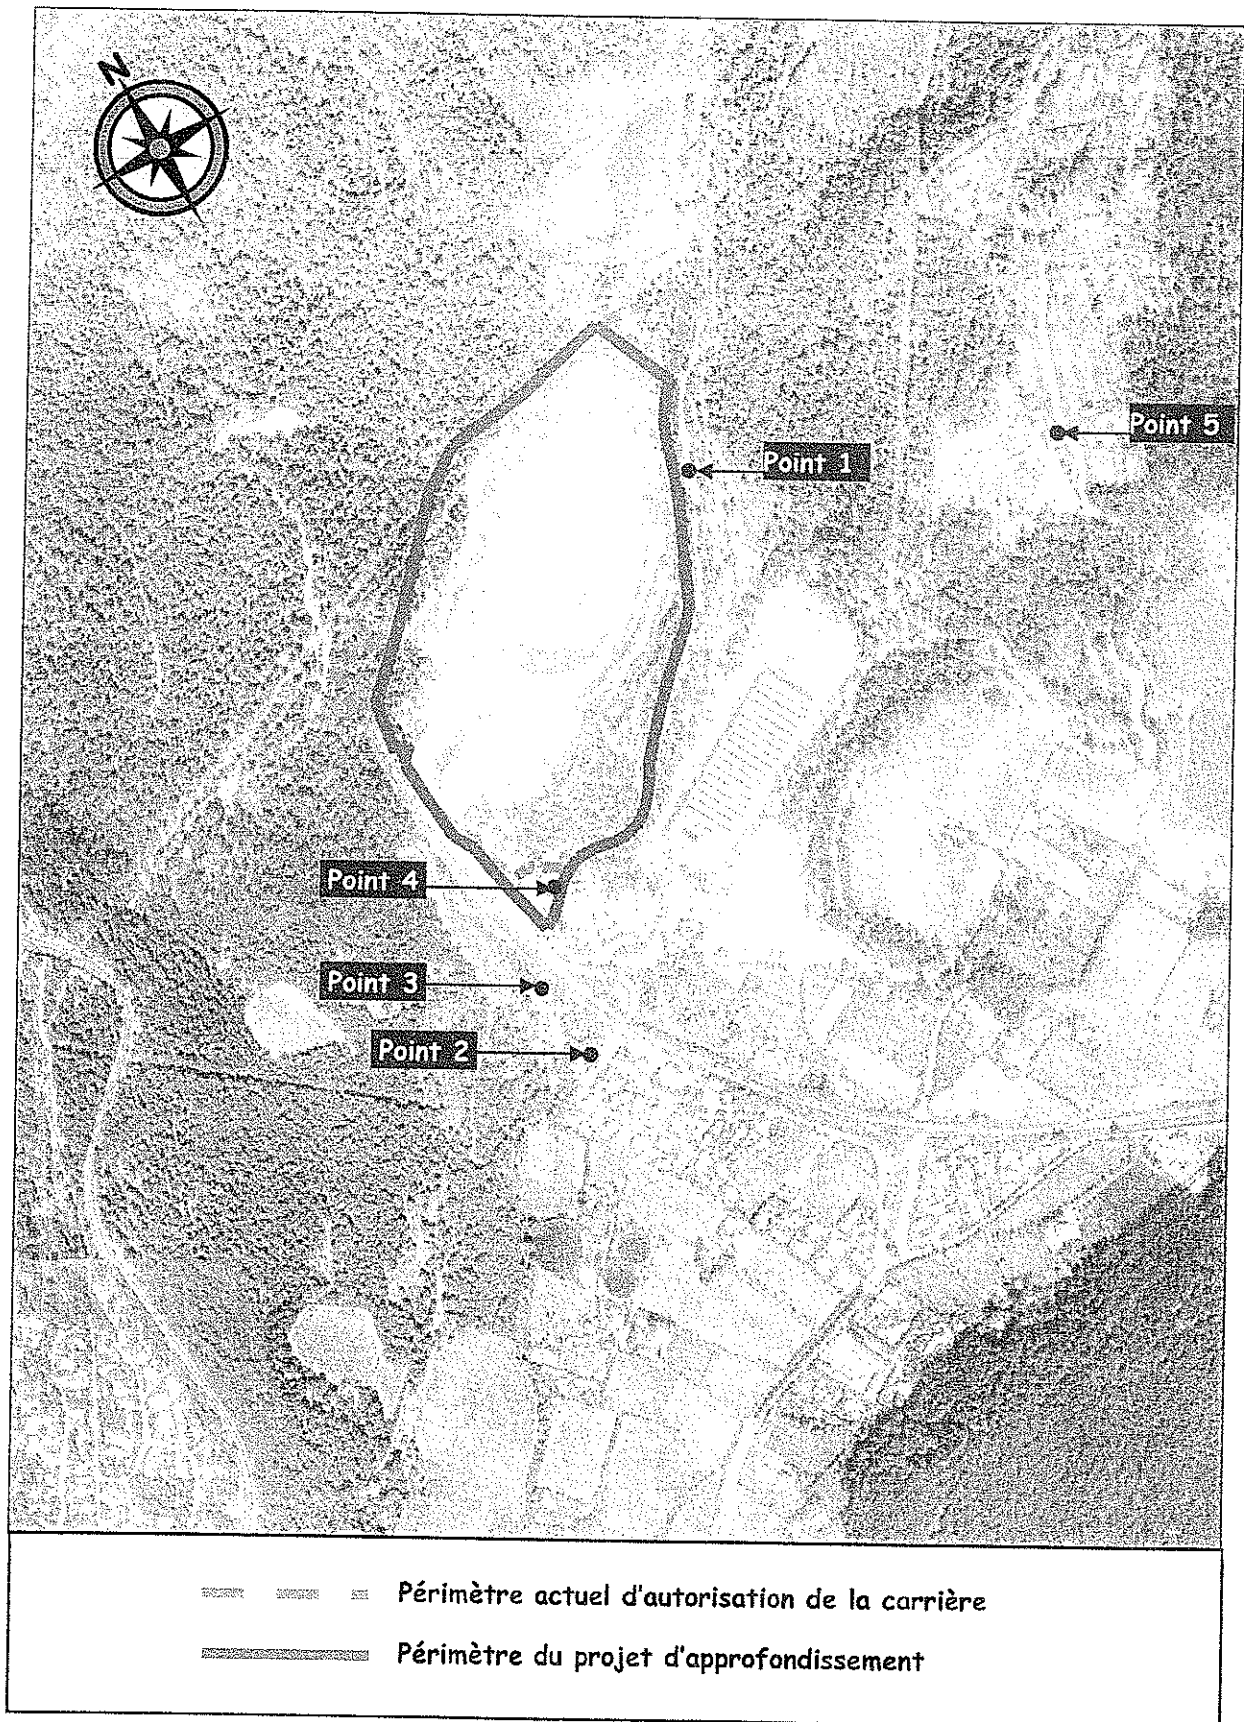 N
Point 5
Point 1
Point 4
Point 3
Point 2
Périmètre actuel d'autorisation de la carrière
Périmètre du projet d'approfondissement